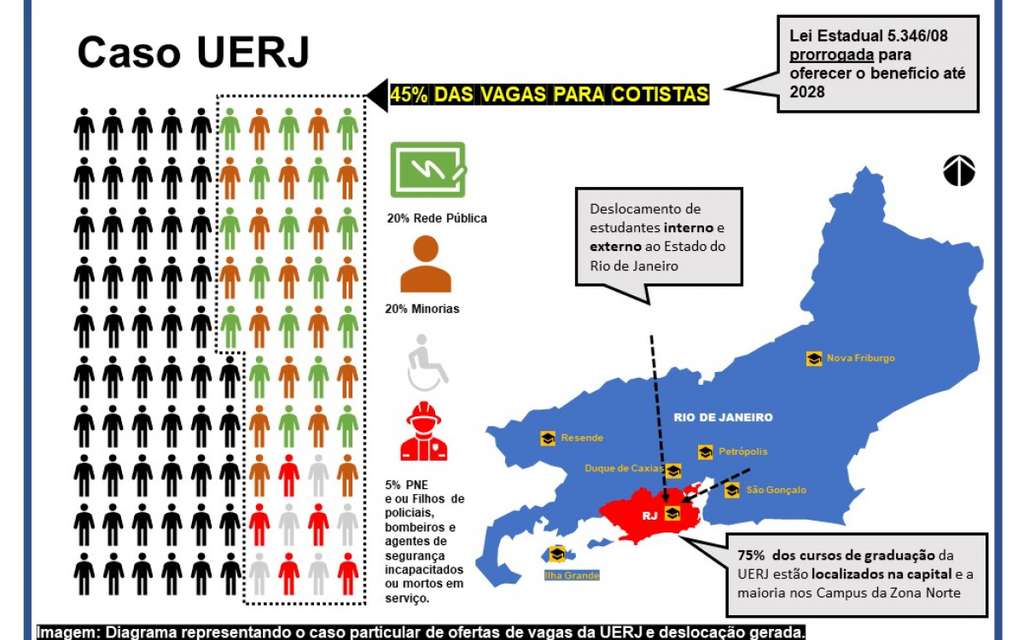 Caso UERJ
Lei Estadual 5.346/08
prorrogada para
oferecer o benefício até
2028
45% DAS VAGAS PARA COTISTAS
20% Rede Pública
20% Minorias
5% PNE
e ou Filhos de
policiais,
bombeiros e
agentes de
segurança
incapacitados
ou mortos em
serviço.
Deslocamento de
estudantes interno e
externo ao Estado do
Rio de Janeiro
Nova Friburgo
RIO DE JANEIRO
Resende
Petrópolis
Duque de Caxias
São Gonçalo
RJ
Ilha Grande
75% dos cursos de graduação da
UERJ estão localizados na capital e a
maioria nos Campus da Zona Norte
Imagem: Diagrama representando o caso particular de ofertas de vagas da UERJ e deslocação gerada.